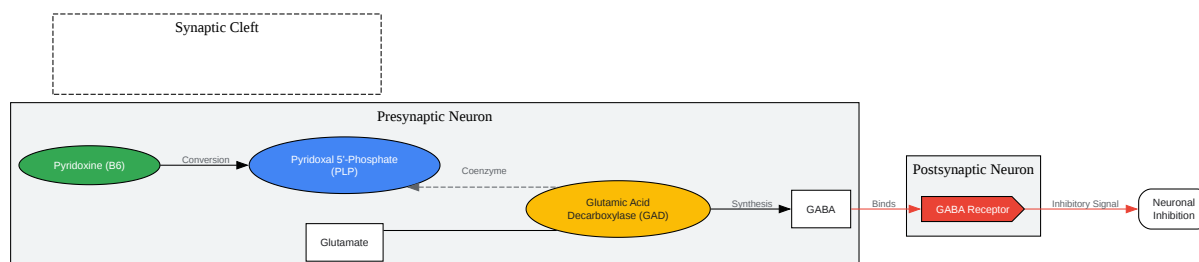 Synaptic Cleft
Presynaptic Neuron
Pyridoxine (B6)
Conversion
Pyridoxal 5'-Phosphate
(PLP)
Coenzyme
Glutamic Acid
Decarboxylase (GAD)
Glutamate
Synthesis
GABA
Binds
Postsynaptic Neuron
GABA Receptor
Inhibitory Signal
Neuronal
Inhibition